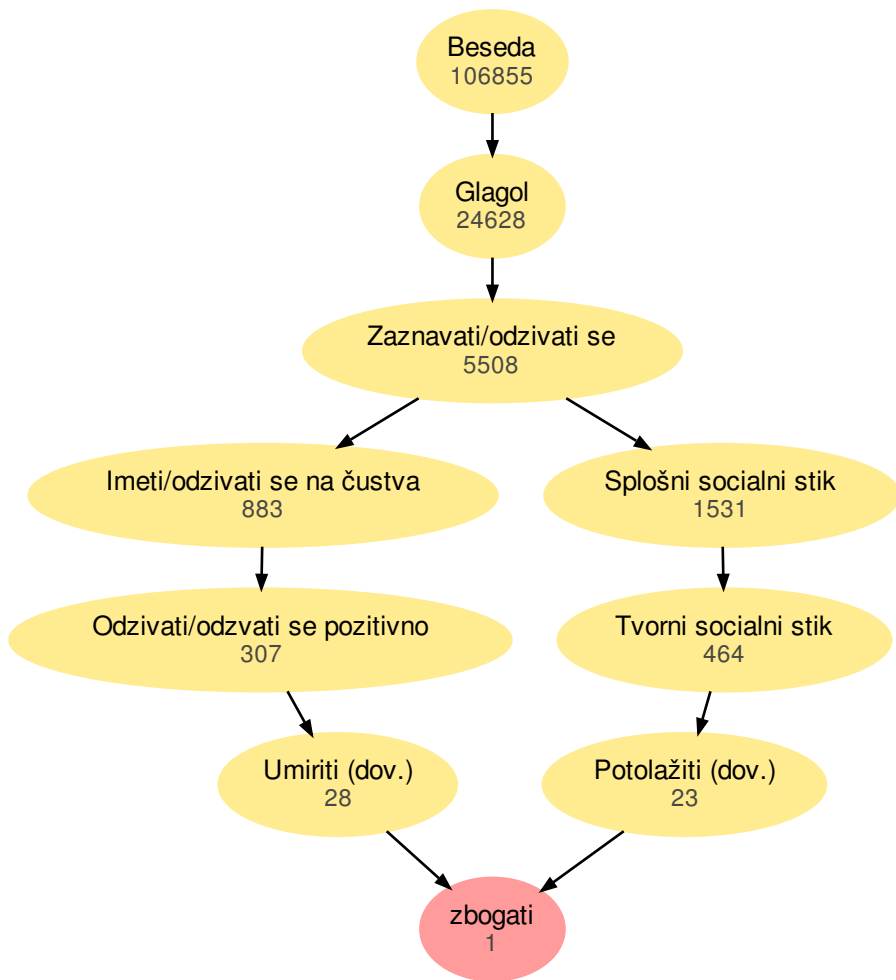 Beseda
106855
Glagol
24628
Zaznavati/odzivati se
5508
Imeti/odzivati se na čustva
883
Splošni socialni stik
1531
Odzivati/odzvati se pozitivno
307
Tvorni socialni stik
464
Umiriti (dov.)
28
Potolažiti (dov.)
23
zbogati
1